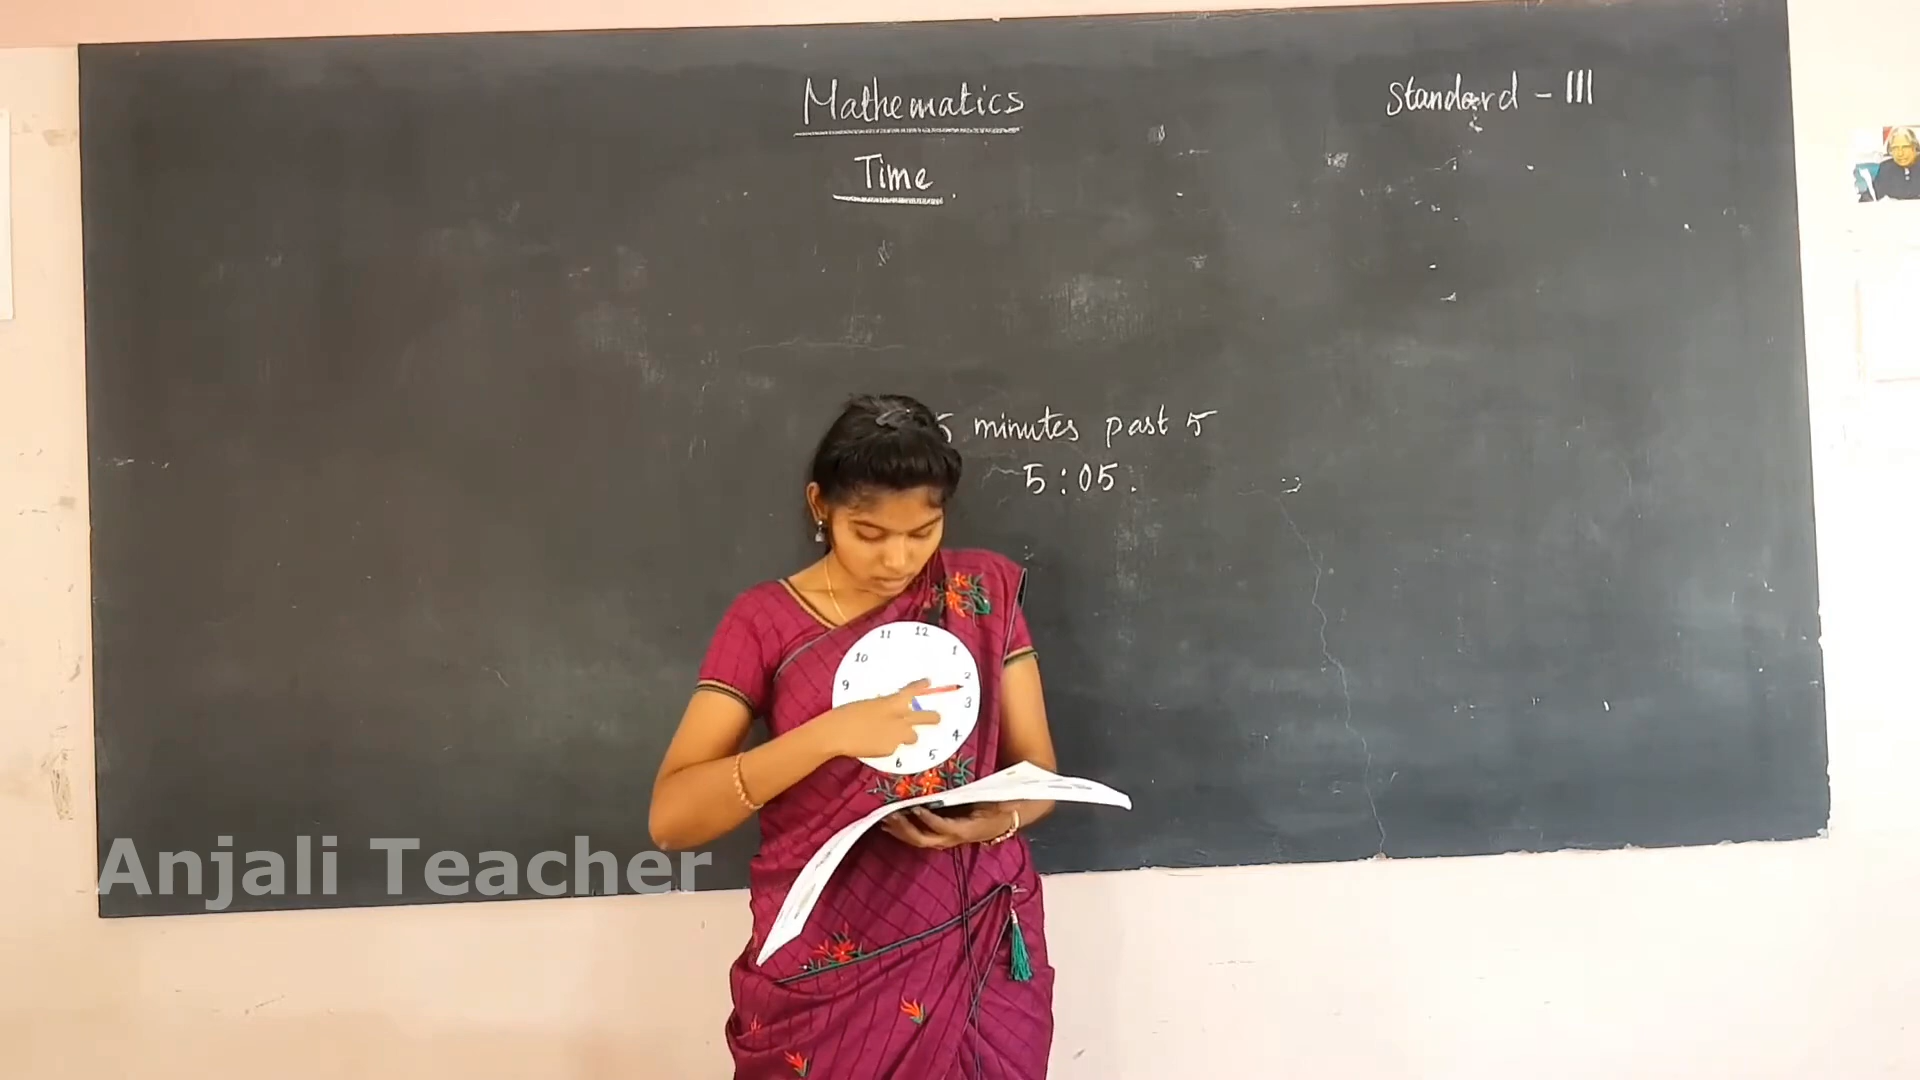 Mathematics
Standard - III
Time
5 minutes past 5
5:05.
11 12 1
10 2
9 3
4
6 5
Anjali Teacher